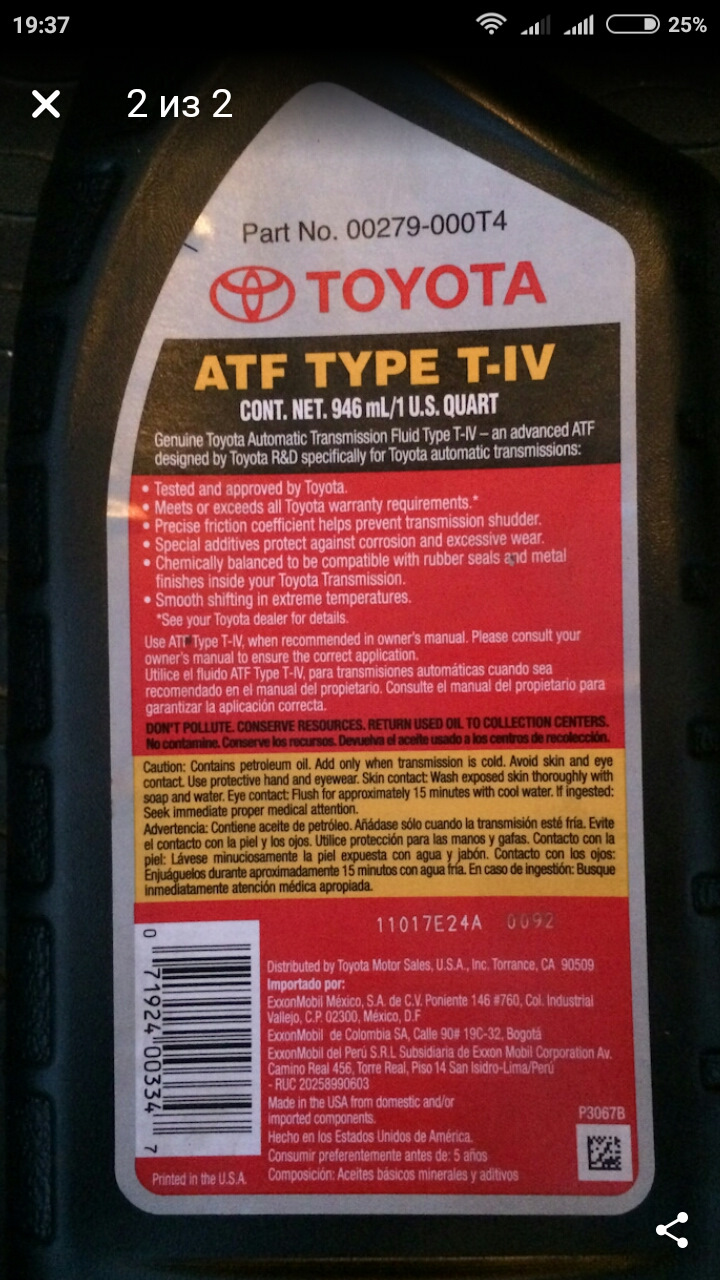 19:37
25%
2 из 2
Part No. 00279-000T4
TOYOTA
ATF TYPE T-IV
CONT. NET. 946 mL/1 U.S. QUART
Genuine Toyota Automatic Transmission Fluid Type T-IV – an advanced ATF
designed by Toyota R&D specifically for Toyota automatic transmissions:
• Tested and approved by Toyota.
• Meets or exceeds all Toyota warranty requirements.*
• Precise friction coefficient helps prevent transmission shudder.
• Special additives protect against corrosion and excessive wear.
• Chemically balanced to be compatible with rubber seals and metal
finishes inside your Toyota Transmission.
• Smooth shifting in extreme temperatures.
*See your Toyota dealer for details.
Use ATF Type T-IV, when recommended in owner's manual. Please consult your
owner's manual to ensure the correct application.
Utilice el fluido ATF Type T-IV, para transmisiones automáticas cuando sea
recomendado en el manual del propietario. Consulte el manual del propietario para
garantizar la aplicación correcta.
DON'T POLLUTE. CONSERVE RESOURCES. RETURN USED OIL TO COLLECTION CENTERS.
No contamine. Conserve los recursos. Devuelva el aceite usado a los centros de recolección.
Caution: Contains petroleum oil. Add only when transmission is cold. Avoid skin and eye
contact. Use protective hand and eyewear. Skin contact: Wash exposed skin thoroughly with
soap and water. Eye contact: Flush for approximately 15 minutes with cool water. If ingested:
Seek immediate proper medical attention.
Advertencia: Contiene aceite de petróleo. Añádase sólo cuando la transmisión esté fría. Evite
el contacto con la piel y los ojos. Utilice protección para las manos y gafas. Contacto con la
piel: Lávese minuciosamente la piel expuesta con agua y jabón. Contacto con los ojos:
Enjuáguelos durante aproximadamente 15 minutos con agua fría. En caso de ingestión: Busque
inmediatamente atención médica apropiada.
11017E24A 0092
0 71924 00334 7
Distributed by Toyota Motor Sales, U.S.A., Inc. Torrance, CA 90509
Importado por:
ExxonMobil México, S.A. de C.V. Poniente 146 #760, Col. Industrial
Vallejo, C.P. 02300, México, D.F
ExxonMobil de Colombia SA, Calle 90# 19C-32, Bogotá
ExxonMobil del Perú S.R.L Subsidiaria de Exxon Mobil Corporation Av.
Camino Real 456, Torre Real, Piso 14 San Isidro-Lima/Perú
- RUC 20258990603
Made in the USA from domestic and/or
imported components.
P3067B
Hecho en los Estados Unidos de América.
Consumir preferentemente antes de: 5 años
Composición: Aceites básicos minerales y aditivos
Printed in the U.S.A.